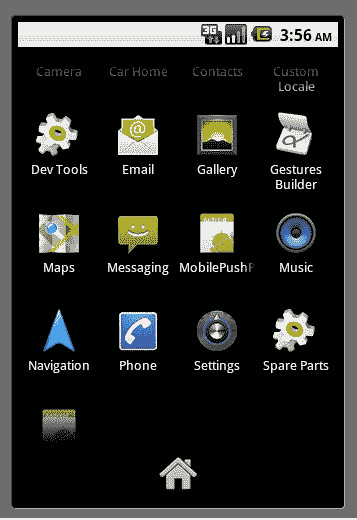 3G 3:56 AM
Camera Car Home Contacts Custom
Locale
Dev Tools Email Gallery Gestures
Builder
Maps Messaging MobilePushP Music
Navigation Phone Settings Spare Parts